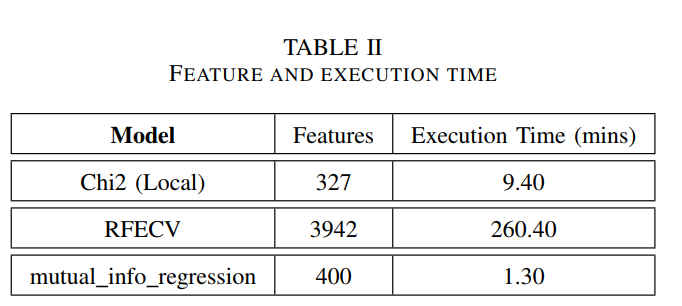 TABLE II
FEATURE AND EXECUTION TIME
Model Features Execution Time (mins)
Chi2 (Local) 327 9.40
RFECV 3942 260.40
mutual_info_regression 400 1.30